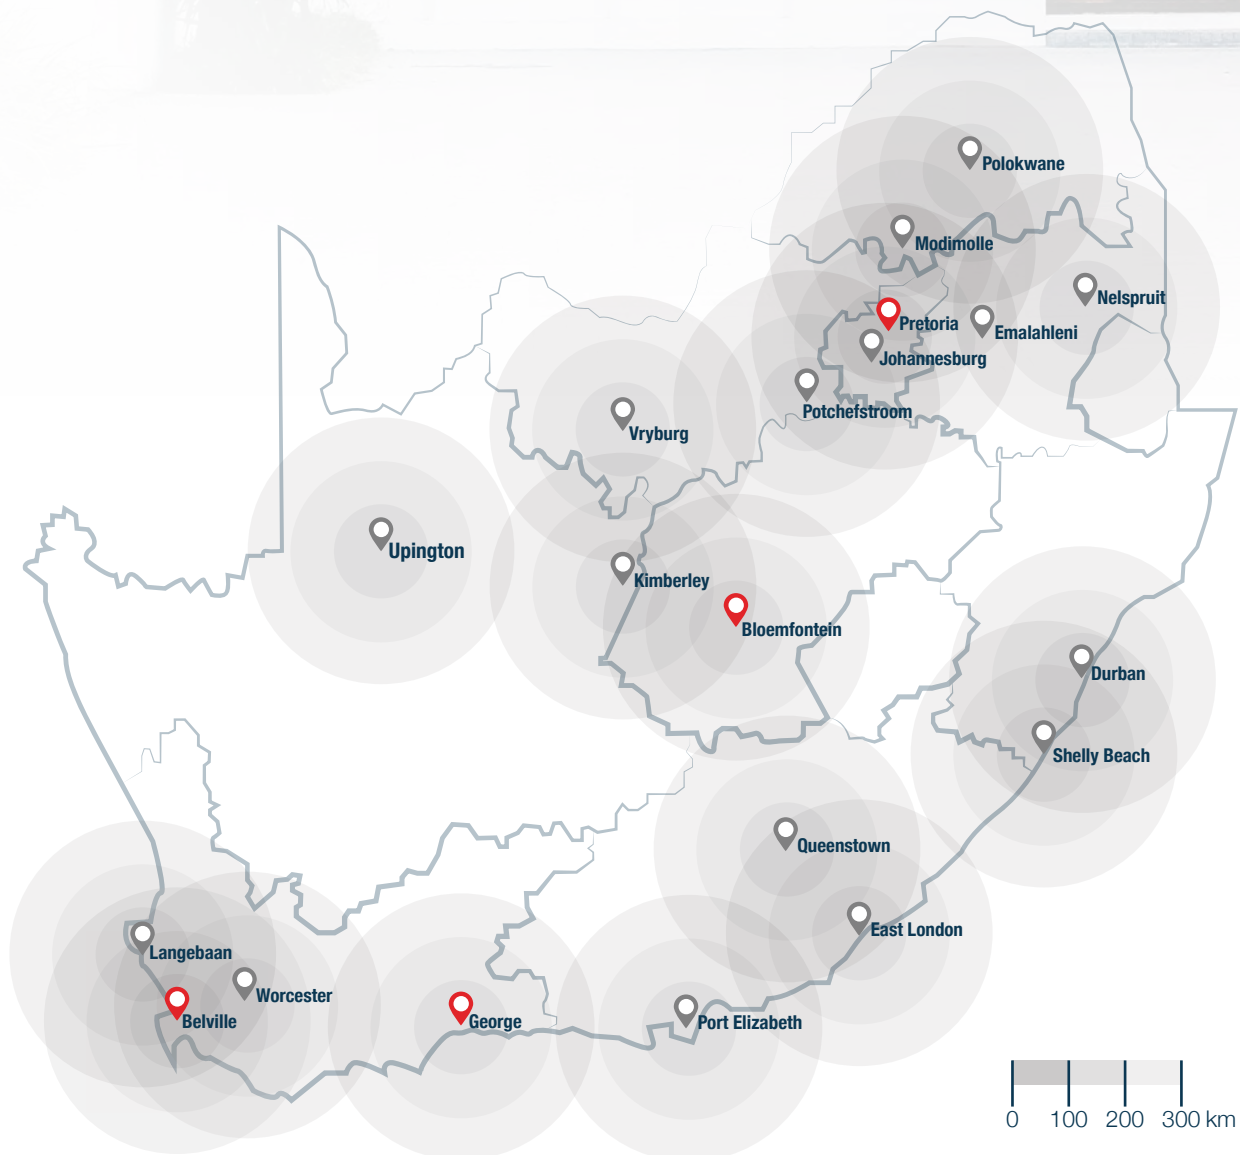 Polokwane
Modimolle
Nelspruit
Pretoria
Emalahleni
Johannesburg
Potchefstroom
Vryburg
Upington
Kimberley
Bloemfontein
Durban
Shelly Beach
Queenstown
East London
Langebaan
Worcester
Belville
George
Port Elizabeth
0 100 200 300 km